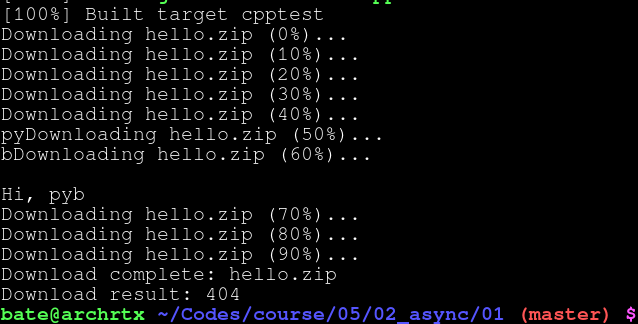 [100%] Built target cpptest
Downloading hello.zip (0%)...
Downloading hello.zip (10%)...
Downloading hello.zip (20%)...
Downloading hello.zip (30%)...
Downloading hello.zip (40%)...
pyDownloading hello.zip (50%)...
bDownloading hello.zip (60%)...
Hi, pyb
Downloading hello.zip (70%)...
Downloading hello.zip (80%)...
Downloading hello.zip (90%)...
Download complete: hello.zip
Download result: 404
bate@archrtx ~/Codes/course/05/02_async/01 (master) $